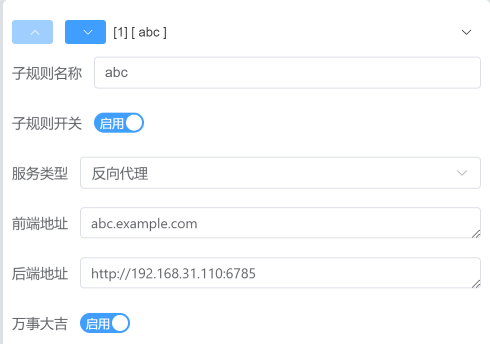 [1] [ abc ]
子规则名称 abc
子规则开关 启用
服务类型 反向代理
前端地址 abc.example.com
后端地址 http://192.168.31.110:6785
万事大吉 启用